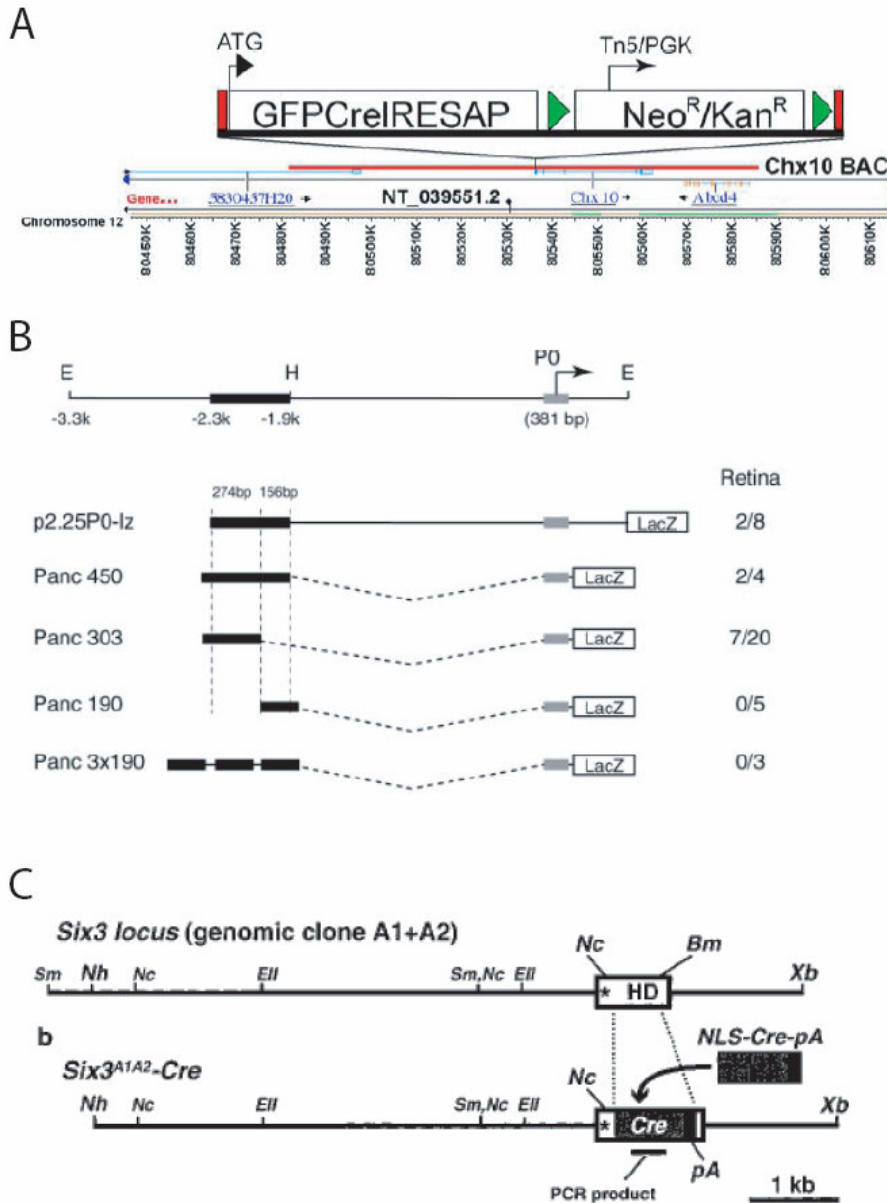 A
ATG
Tn5/PGK
GFPCreIRESAP
Neo^R/Kan^R
Chx10 BAC
Gene...
5830437H20
NT_039551.2
Chx10
Abcd4
Chromosome 12
80450K 80460K 80470K 80480K 80490K 80500K 80510K 80520K 80530K 80540K 80550K 80560K 80570K 80580K 80590K 80600K 80610K
B
E H P0 E
-3.3k -2.3k -1.9k (381 bp)
Retina
274bp 156bp
p2.25P0-lz LacZ 2/8
Panc 450 LacZ 2/4
Panc 303 LacZ 7/20
Panc 190 LacZ 0/5
Panc 3x190 LacZ 0/3
C
Six3 locus (genomic clone A1+A2)
Sm Nh Nc EII Sm,Nc EII Nc Bm Xb
* HD
b
NLS-Cre-pA
Six3^A1A2-Cre
Nh Nc EII Sm,Nc EII Nc Xb
* Cre
pA
PCR product
1 kb